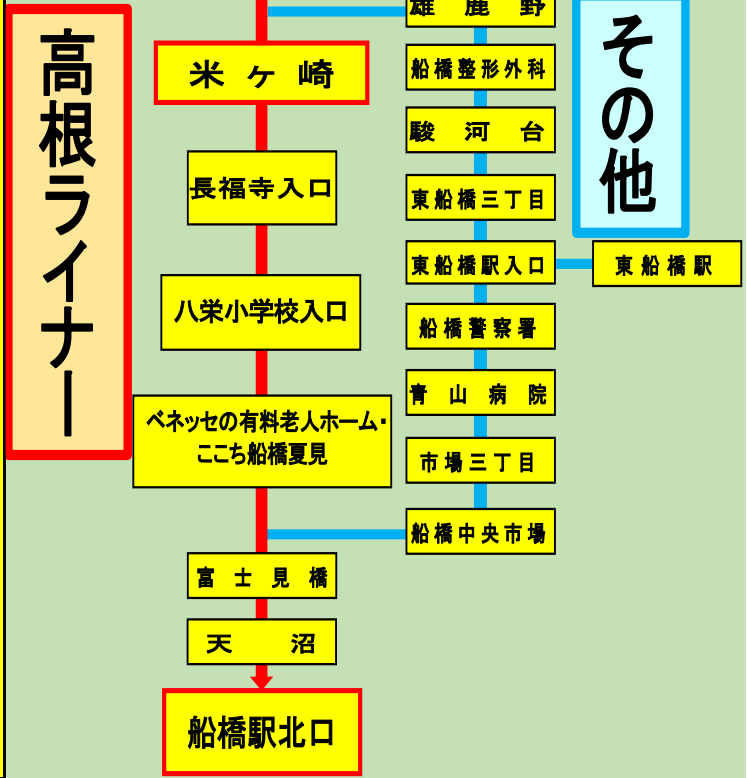 高根ライナー
米ヶ崎
長福寺入口
八栄小学校入口
ベネッセの有料老人ホーム・
ここち船橋夏見
富士見橋
天沼
船橋駅北口
雄鹿野
船橋整形外科
駿河台
東船橋三丁目
東船橋駅入口
船橋警察署
青山病院
市場三丁目
船橋中央市場
その他
東船橋駅